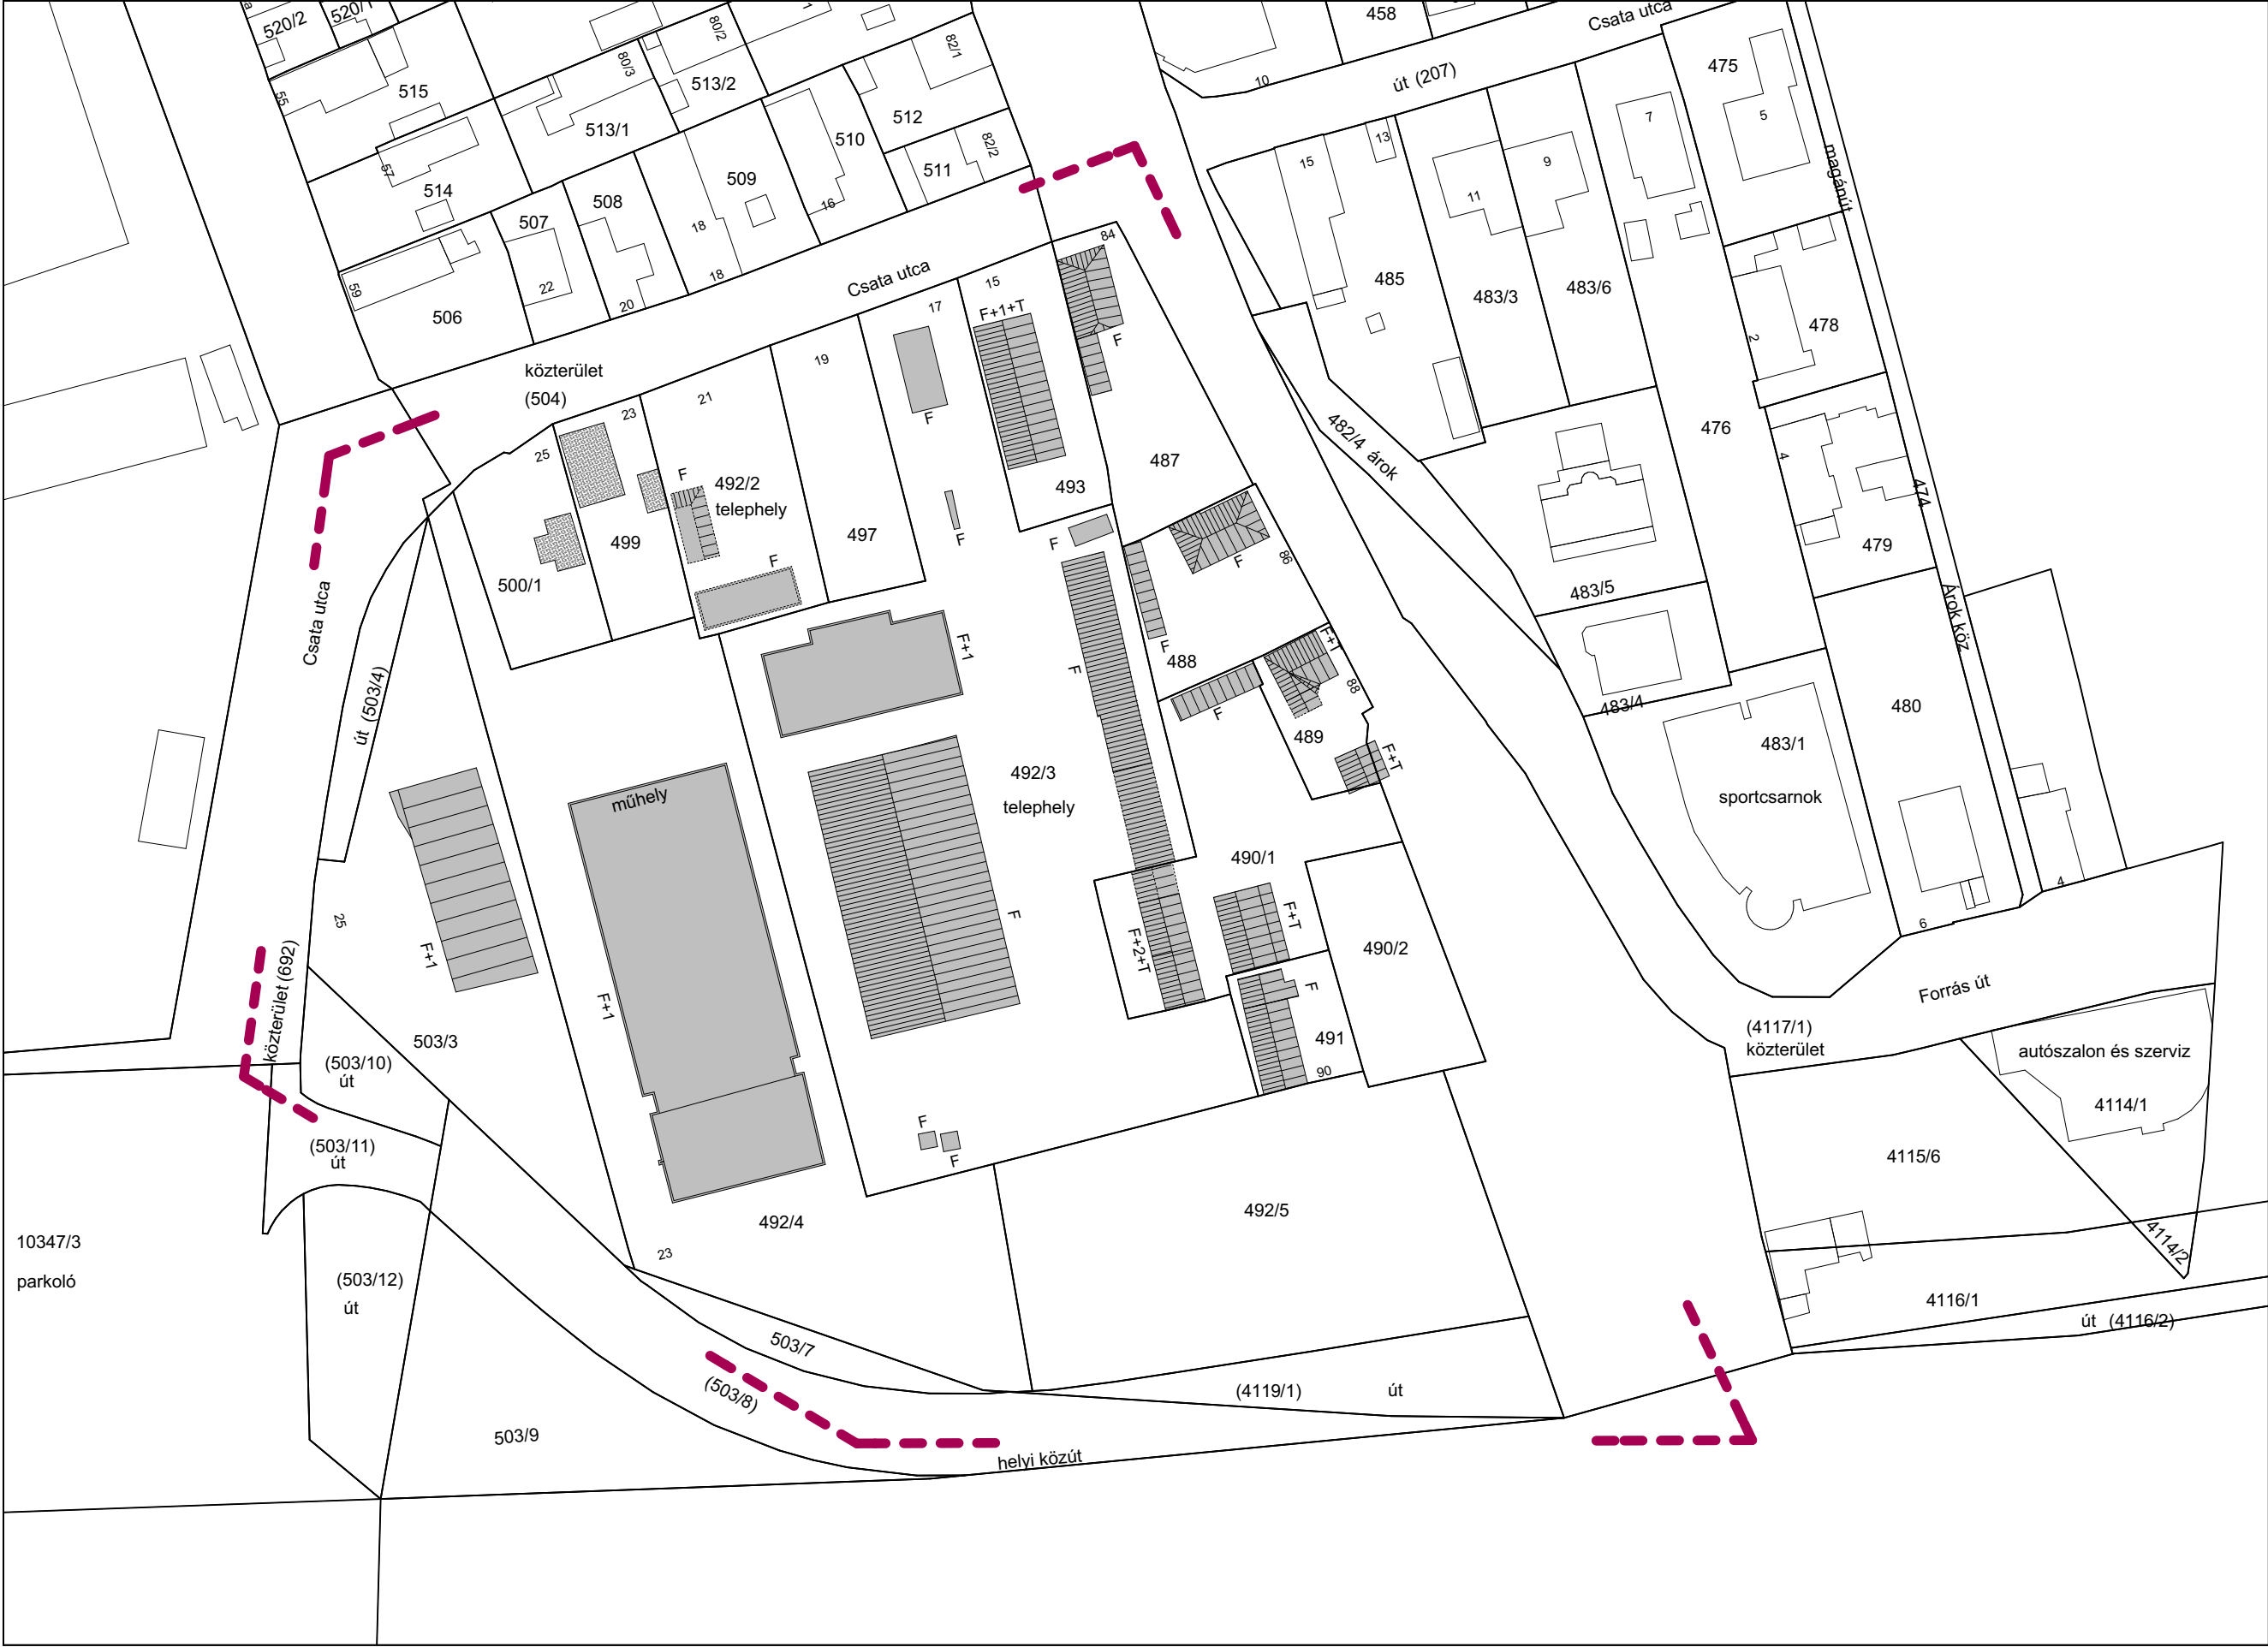 520/2
520/1
515
55
80/3
80/2
1
513/2
513/1
82/1
512
510
82/2
511
57
514
509
508
507
18
16
18
20
22
59
506
458
Csata utca
10
út (207)
475
5
7
magánút
13
15
9
11
485
483/3
483/6
478
2
476
84
Csata utca
15
17
F+1+T
F
19
közterület
(504)
21
23
25
F
482/4 árok
487
493
F
492/2
telephely
499
500/1
497
F
F
F
F
86
4
474
479
483/5
Árok köz
Csata utca
út (503/4)
F+1
F
F
488
F+T
88
F
489
F+T
483/4
480
483/1
sportcsarnok
492/3
telephely
műhely
490/1
F
25
F+1
F+T
F+2+T
490/2
4
6
közterület (692)
F+1
Forrás út
F
491
90
(4117/1)
közterület
autószalon és szerviz
4114/1
503/3
(503/10)
út
(503/11)
út
F
F
4115/6
492/4
492/5
23
10347/3
parkoló
(503/12)
út
4114/2
4116/1
út (4116/2)
503/7
(503/8)
(4119/1)
út
503/9
helyi közút